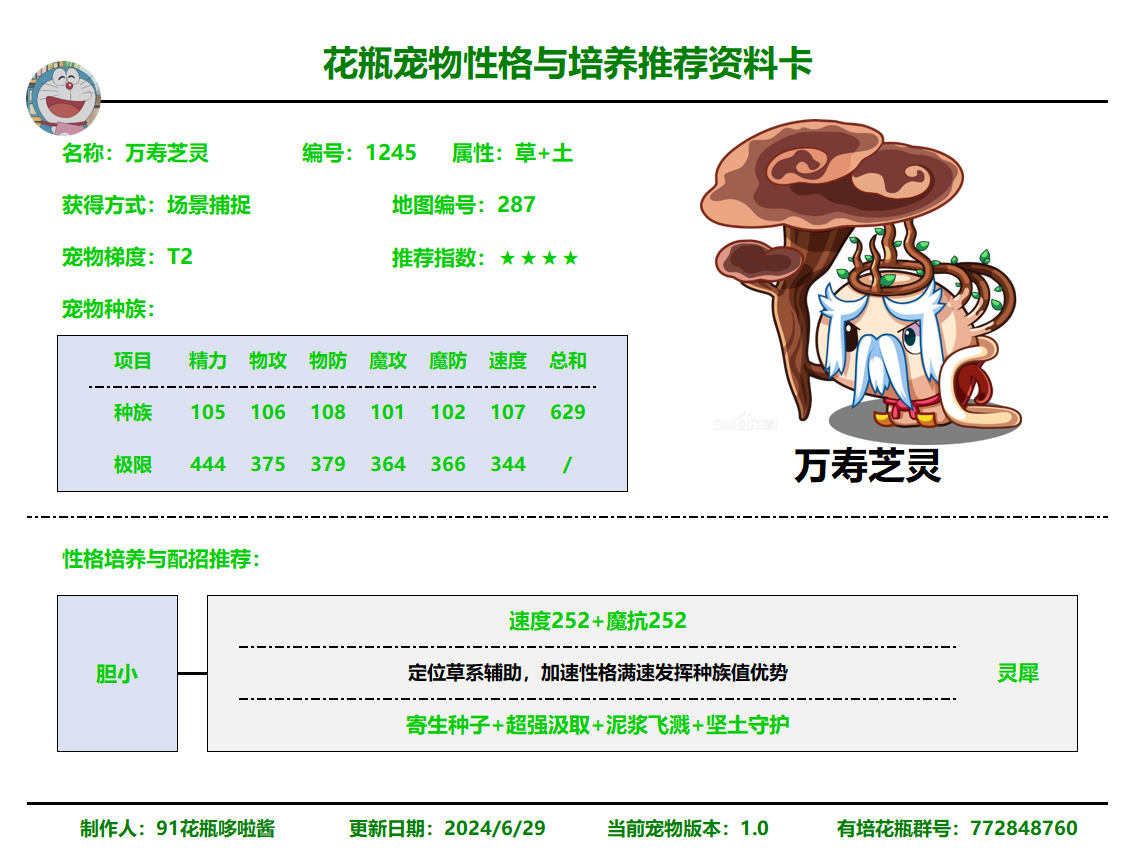 花瓶宠物性格与培养推荐资料卡
名称：万寿芝灵 编号：1245 属性：草+土
获得方式：场景捕捉 地图编号：287
宠物梯度：T2 推荐指数：★★★★
宠物种族：
项目 精力 物攻 物防 魔攻 魔防 速度 总和
种族 105 106 108 101 102 107 629
极限 444 375 379 364 366 344 /
Bai百科
万寿芝灵
性格培养与配招推荐：
速度252+魔抗252
胆小 定位草系辅助，加速性格满速发挥种族值优势 灵犀
寄生种子+超强汲取+泥浆飞溅+坚土守护
制作人：91花瓶哆啦酱 更新日期：2024/6/29 当前宠物版本：1.0 有培花瓶群号：772848760